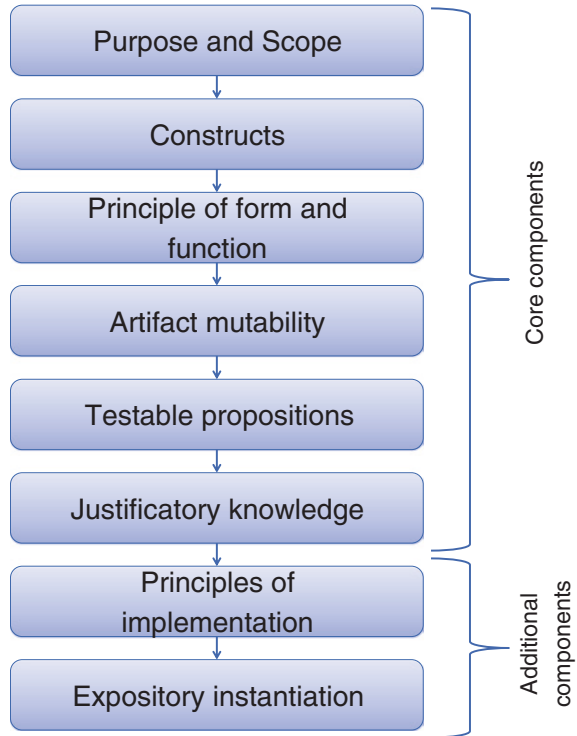 Purpose and Scope
Constructs
Principle of form and
function
Artifact mutability
Testable propositions
Justificatory knowledge
Principles of
implementation
Expository instantiation
Core components
Additional
components